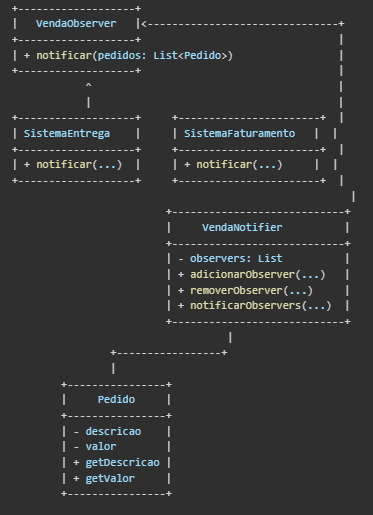 +-------------------+
|   VendaObserver   |<-------------------------------+
+-------------------+                                |
| + notificar(pedidos: List<Pedido>)                 |
+-------------------+                                |
            ^                                        |
            |                                        |
+-------------------+     +-----------------------+  |
| SistemaEntrega    |     | SistemaFaturamento   |  |
+-------------------+     +-----------------------+  |
| + notificar(...)  |     | + notificar(...)     |  |
+-------------------+     +-----------------------+  |
                                                       |
                         +----------------------------+
                         |     VendaNotifier          |
                         +----------------------------+
                         | - observers: List          |
                         | + adicionarObserver(...)   |
                         | + removerObserver(...)     |
                         | + notificarObservers(...)  |
                         +----------------------------+
                                   |
                +-----------------+
                |
        +----------------+
        |     Pedido     |
        +----------------+
        | - descricao    |
        | - valor        |
        | + getDescricao |
        | + getValor     |
        +----------------+